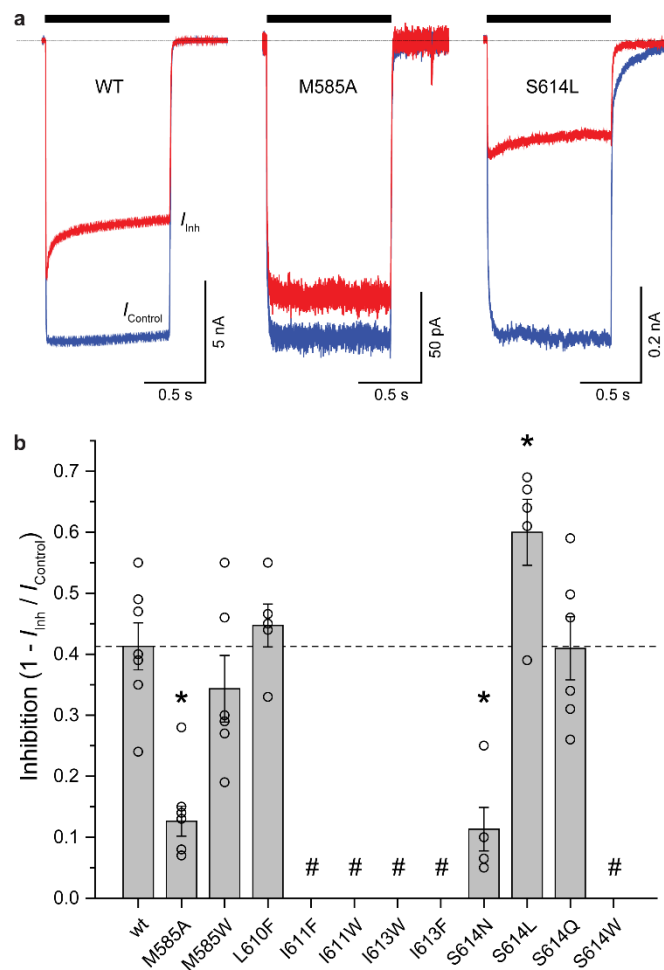 a
WT
M585A
S614L
I_Inh
I_Control
5 nA
50 pA
0.2 nA
0.5 s
0.5 s
0.5 s
b
Inhibition (1 - I_Inh / I_Control)
0.7
0.6
0.5
0.4
0.3
0.2
0.1
0.0
*
*
*
# # # # #
wt
M585A
M585W
L610F
I611F
I611W
I613W
I613F
S614N
S614L
S614Q
S614W